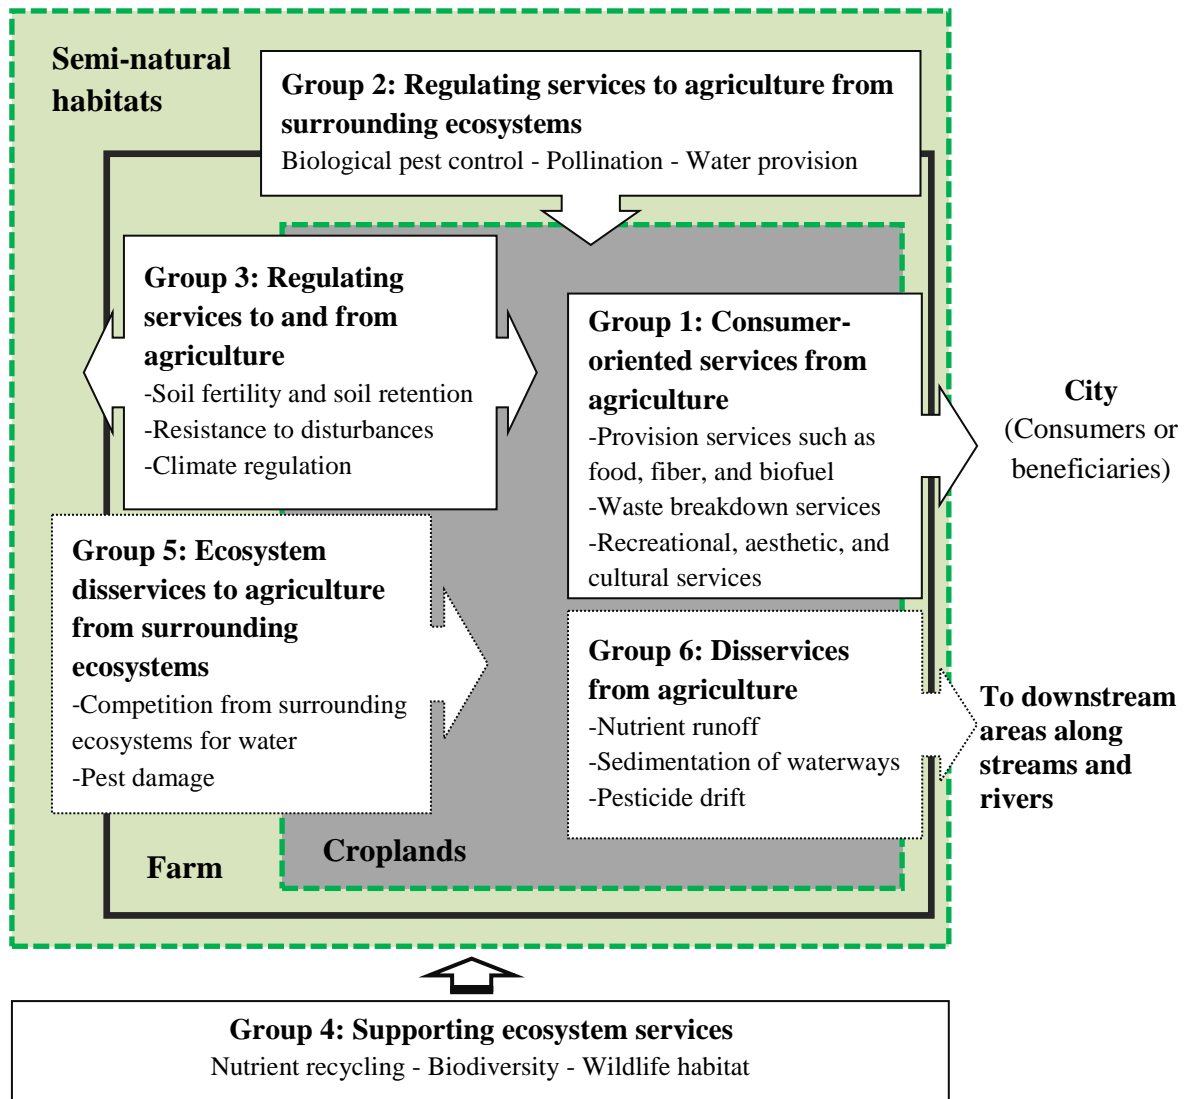 Semi-natural
habitats
Group 2: Regulating services to agriculture from
surrounding ecosystems
Biological pest control - Pollination - Water provision
Group 3: Regulating
services to and from
agriculture
-Soil fertility and soil retention
-Resistance to disturbances
-Climate regulation
Group 1: Consumer-
oriented services from
agriculture
-Provision services such as
food, fiber, and biofuel
-Waste breakdown services
-Recreational, aesthetic, and
cultural services
City
(Consumers or
beneficiaries)
Group 5: Ecosystem
disservices to agriculture
from surrounding
ecosystems
-Competition from surrounding
ecosystems for water
-Pest damage
Group 6: Disservices
from agriculture
-Nutrient runoff
-Sedimentation of waterways
-Pesticide drift
To downstream
areas along
streams and
rivers
Croplands
Farm
Group 4: Supporting ecosystem services
Nutrient recycling - Biodiversity - Wildlife habitat